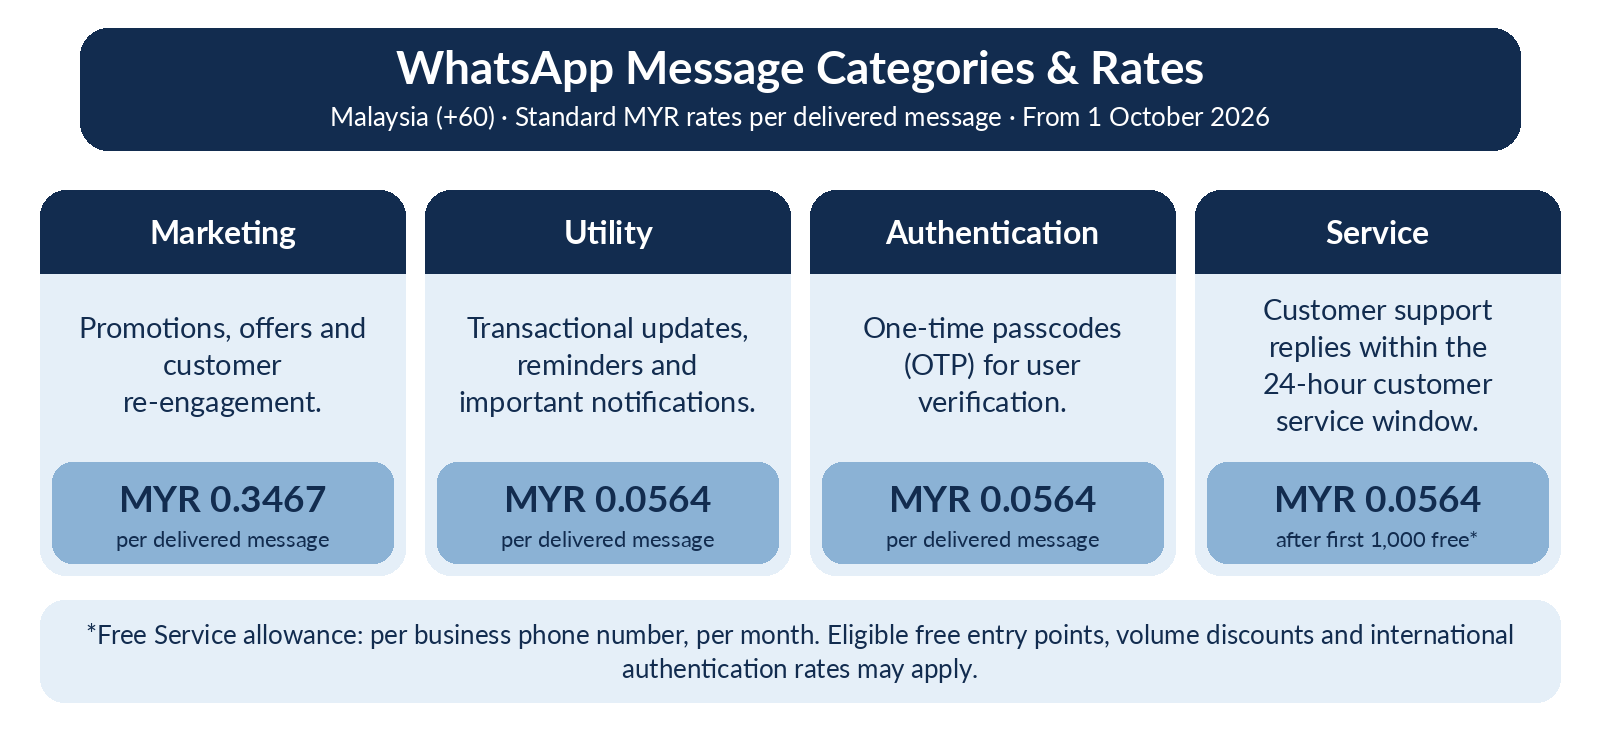 WhatsApp Message Categories & Rates
Malaysia (+60) · Standard MYR rates per delivered message · From 1 October 2026
Marketing
Promotions, offers and
customer
re-engagement.
MYR 0.3467
per delivered message
Utility
Transactional updates,
reminders and
important notifications.
MYR 0.0564
per delivered message
Authentication
One-time passcodes
(OTP) for user
verification.
MYR 0.0564
per delivered message
Service
Customer support
replies within the
24-hour customer
service window.
MYR 0.0564
after first 1,000 free*
*Free Service allowance: per business phone number, per month. Eligible free entry points, volume discounts and international
authentication rates may apply.